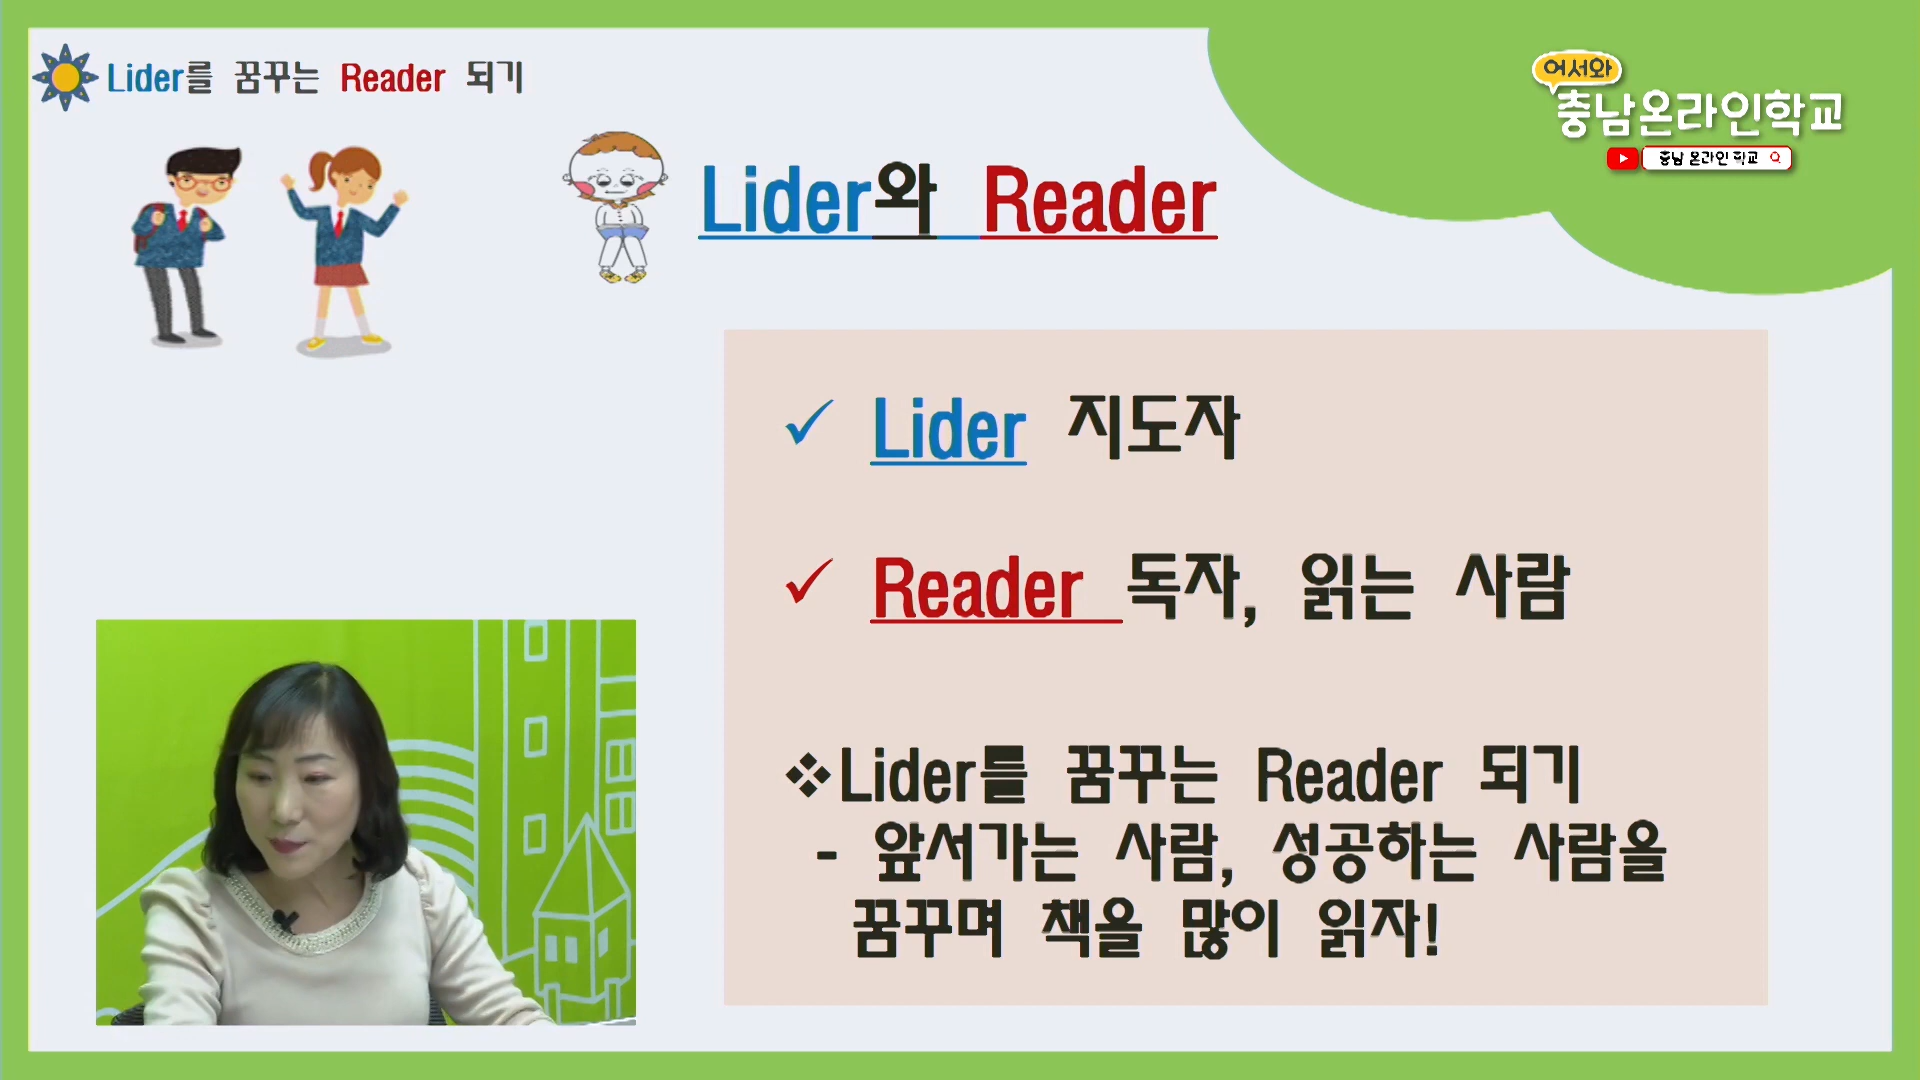 Lider를 꿈꾸는 Reader 되기
어서와
충남온라인학교
충남 온라인 학교
Lider와 Reader
✓ Lider 지도자
✓ Reader 독자, 읽는 사람
❖Lider를 꿈꾸는 Reader 되기
- 앞서가는 사람, 성공하는 사람을
꿈꾸며 책을 많이 읽자!